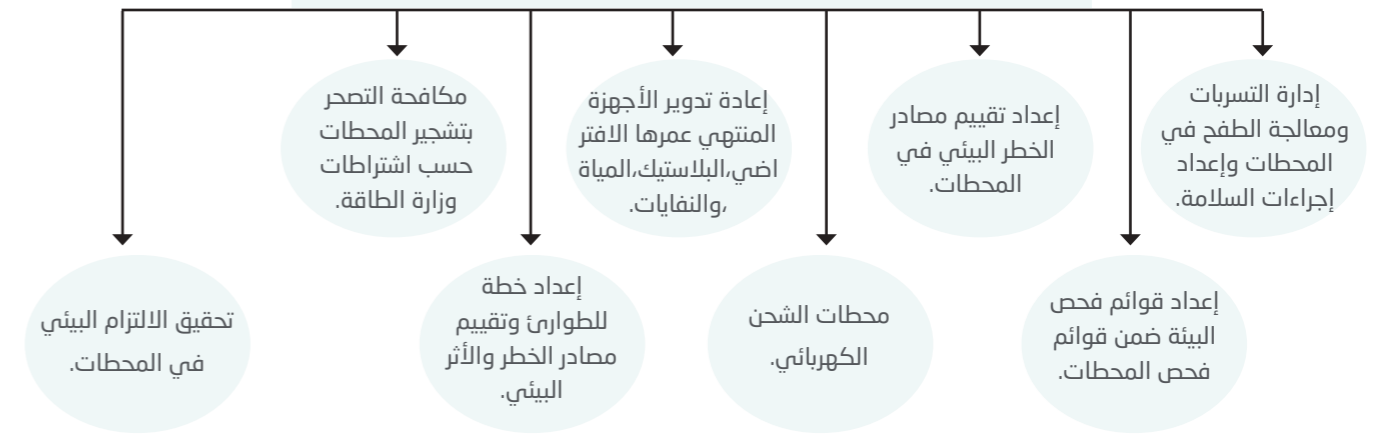 إدارة التسربات
ومعالجة الطفح في
المحطات وإعداد
إجراءات السلامة.
إعداد تقييم مصادر
الخطر البيئي في
المحطات.
إعادة تدوير الأجهزة
المنتهي عمرها الافتر
اضي،البلاستيك،المياة
،والنفايات.
مكافحة التصحر
بتشجير المحطات
حسب اشتراطات
وزارة الطاقة.
إعداد قوائم فحص
البيئة ضمن قوائم
فحص المحطات.
محطات الشحن
الكهربائي.
إعداد خطة
للطوارئ وتقييم
مصادر الخطر والأثر
البيئي.
تحقيق الالتزام البيئي
في المحطات.